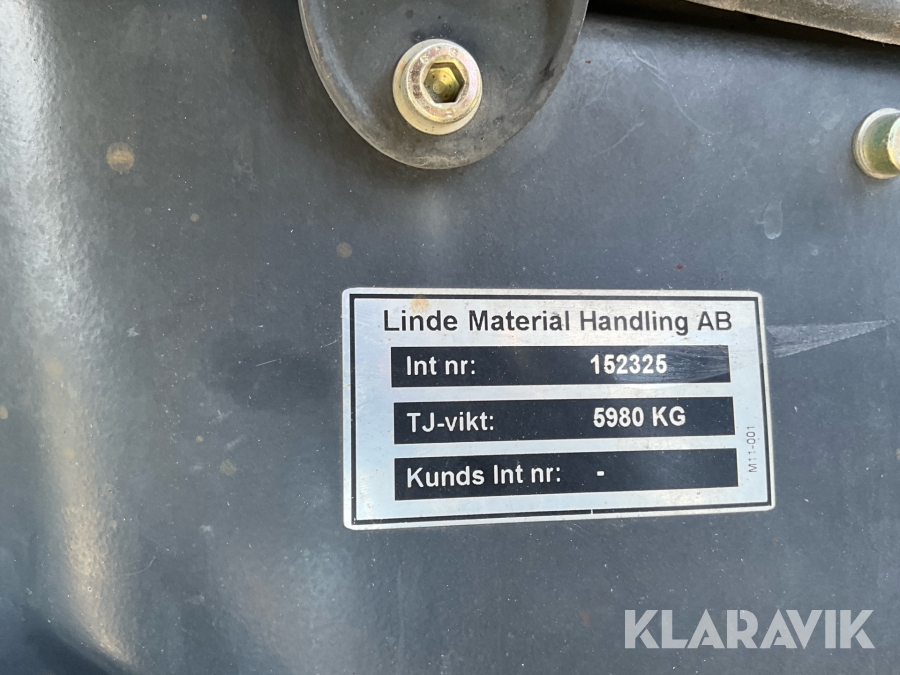 Linde Material Handling AB
Int nr: 152325
TJ-vikt: 5980 KG
Kunds Int nr: -
M11-001
KLARAVIK